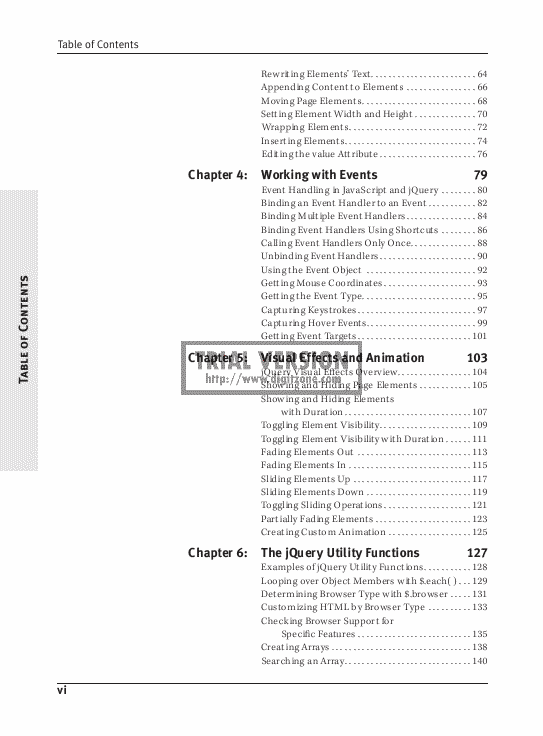 Table of Contents
Rewriting Elements' Text. . . . . . . . . . . . . . . . . . . . . . . . 64
Appending Content to Elements . . . . . . . . . . . . . . . . 66
Moving Page Elements. . . . . . . . . . . . . . . . . . . . . . . . . . 68
Setting Element Width and Height . . . . . . . . . . . . . . 70
Wrapping Elements. . . . . . . . . . . . . . . . . . . . . . . . . . . . . 72
Inserting Elements. . . . . . . . . . . . . . . . . . . . . . . . . . . . . . 74
Editing the value Attribute . . . . . . . . . . . . . . . . . . . . . . 76
Chapter 4: Working with Events 79
Event Handling in JavaScript and jQuery . . . . . . . . 80
Binding an Event Handler to an Event . . . . . . . . . . . 82
Binding Multiple Event Handlers . . . . . . . . . . . . . . . . 84
Binding Event Handlers Using Shortcuts . . . . . . . . 86
Calling Event Handlers Only Once. . . . . . . . . . . . . . . 88
Unbinding Event Handlers . . . . . . . . . . . . . . . . . . . . . . 90
Using the Event Object . . . . . . . . . . . . . . . . . . . . . . . . . 92
Getting Mouse Coordinates . . . . . . . . . . . . . . . . . . . . . 93
Getting the Event Type. . . . . . . . . . . . . . . . . . . . . . . . . . 95
Capturing Keystrokes . . . . . . . . . . . . . . . . . . . . . . . . . . . 97
Capturing Hover Events. . . . . . . . . . . . . . . . . . . . . . . . . 99
Getting Event Targets . . . . . . . . . . . . . . . . . . . . . . . . . . 101
Chapter 5: Visual Effects and Animation 103
jQuery Visual Effects Overview. . . . . . . . . . . . . . . . . 104
Showing and Hiding Page Elements . . . . . . . . . . . . 105
Showing and Hiding Elements
with Duration . . . . . . . . . . . . . . . . . . . . . . . . . . . . . 107
Toggling Element Visibility. . . . . . . . . . . . . . . . . . . . . 109
Toggling Element Visibility with Duration . . . . . . 111
Fading Elements Out . . . . . . . . . . . . . . . . . . . . . . . . . . 113
Fading Elements In . . . . . . . . . . . . . . . . . . . . . . . . . . . . 115
Sliding Elements Up . . . . . . . . . . . . . . . . . . . . . . . . . . . 117
Sliding Elements Down . . . . . . . . . . . . . . . . . . . . . . . . 119
Toggling Sliding Operations . . . . . . . . . . . . . . . . . . . . 121
Partially Fading Elements . . . . . . . . . . . . . . . . . . . . . . 123
Creating Custom Animation . . . . . . . . . . . . . . . . . . . 125
Chapter 6: The jQuery Utility Functions 127
Examples of jQuery Utility Functions. . . . . . . . . . . 128
Looping over Object Members with $.each( ) . . . 129
Determining Browser Type with $.browser . . . . . 131
Customizing HTML by Browser Type . . . . . . . . . . 133
Checking Browser Support for
Specific Features . . . . . . . . . . . . . . . . . . . . . . . . . . 135
Creating Arrays . . . . . . . . . . . . . . . . . . . . . . . . . . . . . . . . 138
Searching an Array. . . . . . . . . . . . . . . . . . . . . . . . . . . . . 140
TABLE OF CONTENTS
TRIAL VERSION
http://www.digitzone.com
vi